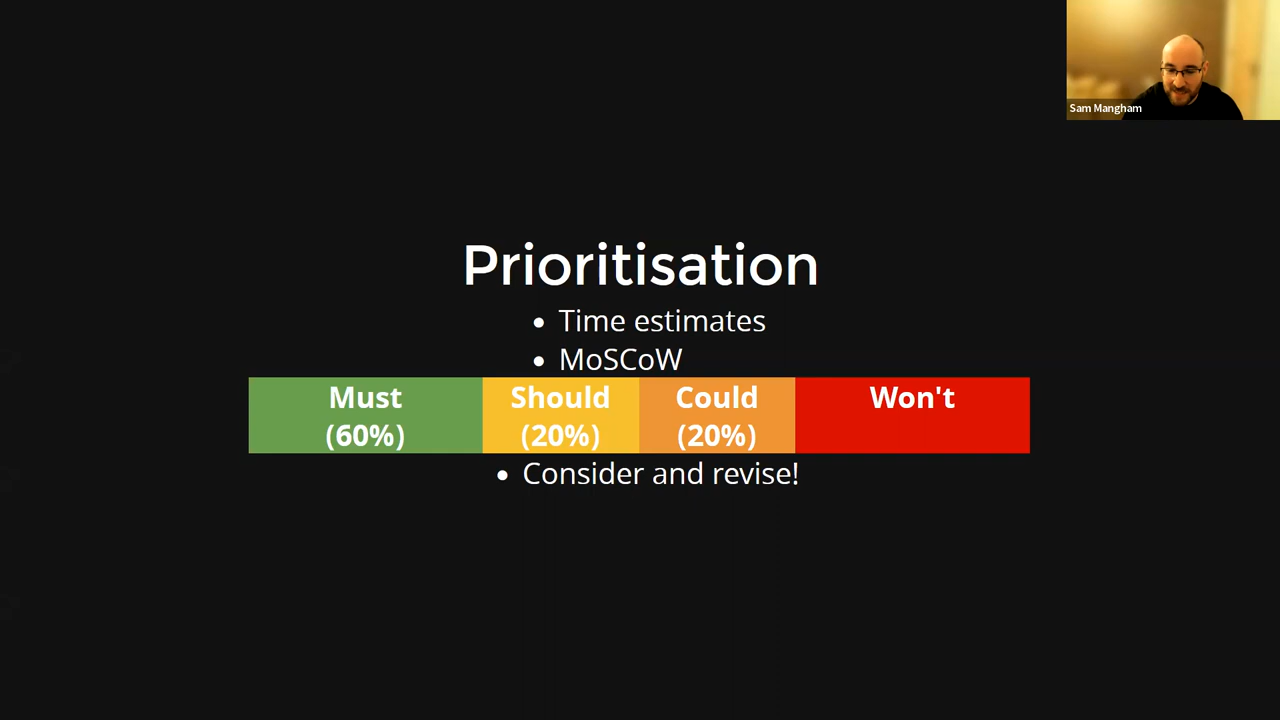 Sam Mangham
Prioritisation
• Time estimates
• MoSCoW
Must Should Could Won't
(60%) (20%) (20%)
• Consider and revise!